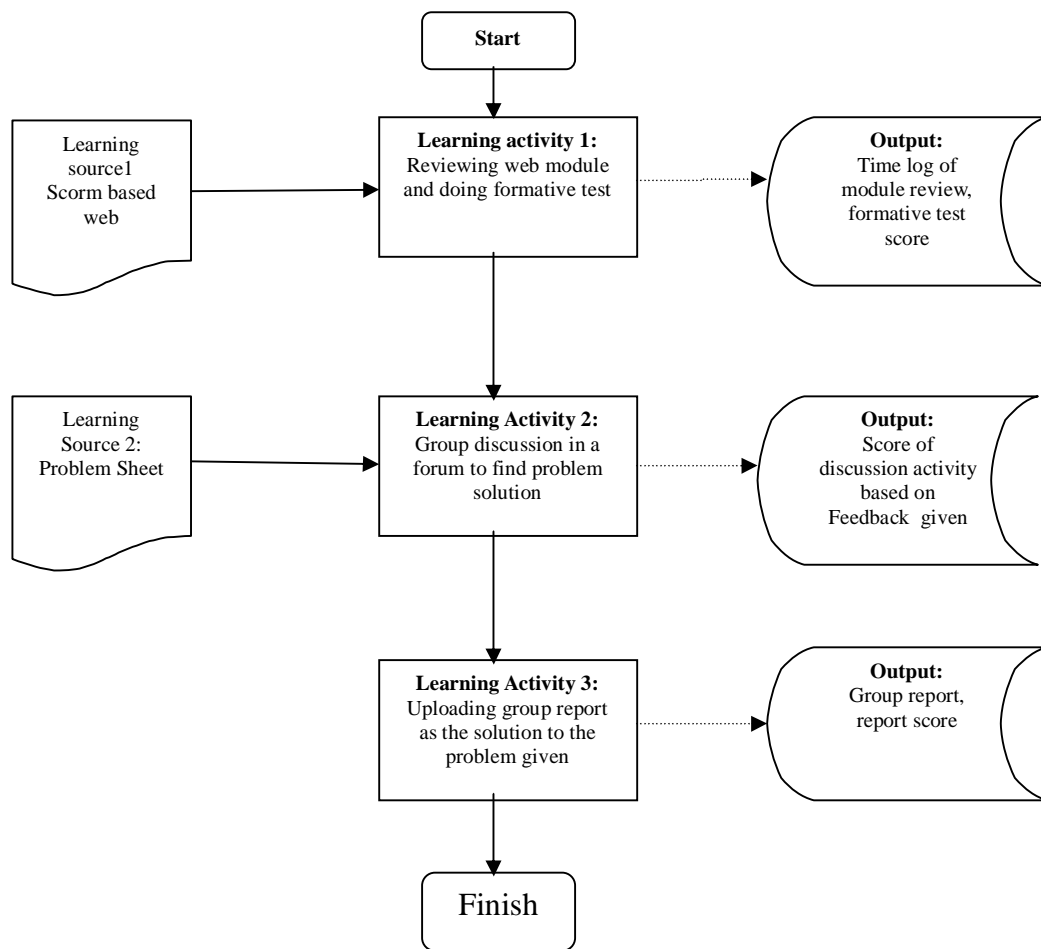 Start
Learning
source1
Scorm based
web
Learning activity 1:
Reviewing web module
and doing formative test
Output:
Time log of
module review,
formative test
score
Learning
Source 2:
Problem Sheet
Learning Activity 2:
Group discussion in a
forum to find problem
solution
Output:
Score of
discussion activity
based on
Feedback  given
Learning Activity 3:
Uploading group report
as the solution to the
problem given
Output:
Group report,
report score
Finish